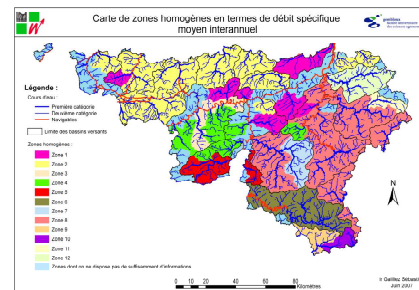 Carte de zones homogènes en termes de débit spécifique
moyen interannuel
Légende :
Cours d'eau :
Première catégorie
Deuxième catégorie
Navigables
Limite des bassins versants
Zones homogènes :
Zone 1
Zone 2
Zone 3
Zone 4
Zone 5
Zone 6
Zone 7
Zone 8
Zone 9
Zone 10
Zone 11
Zone 12
Zones dont on ne dispose pas de suffisamment d'informations
N
0 10 20 40 60 80
Kilomètres
Juin 2007